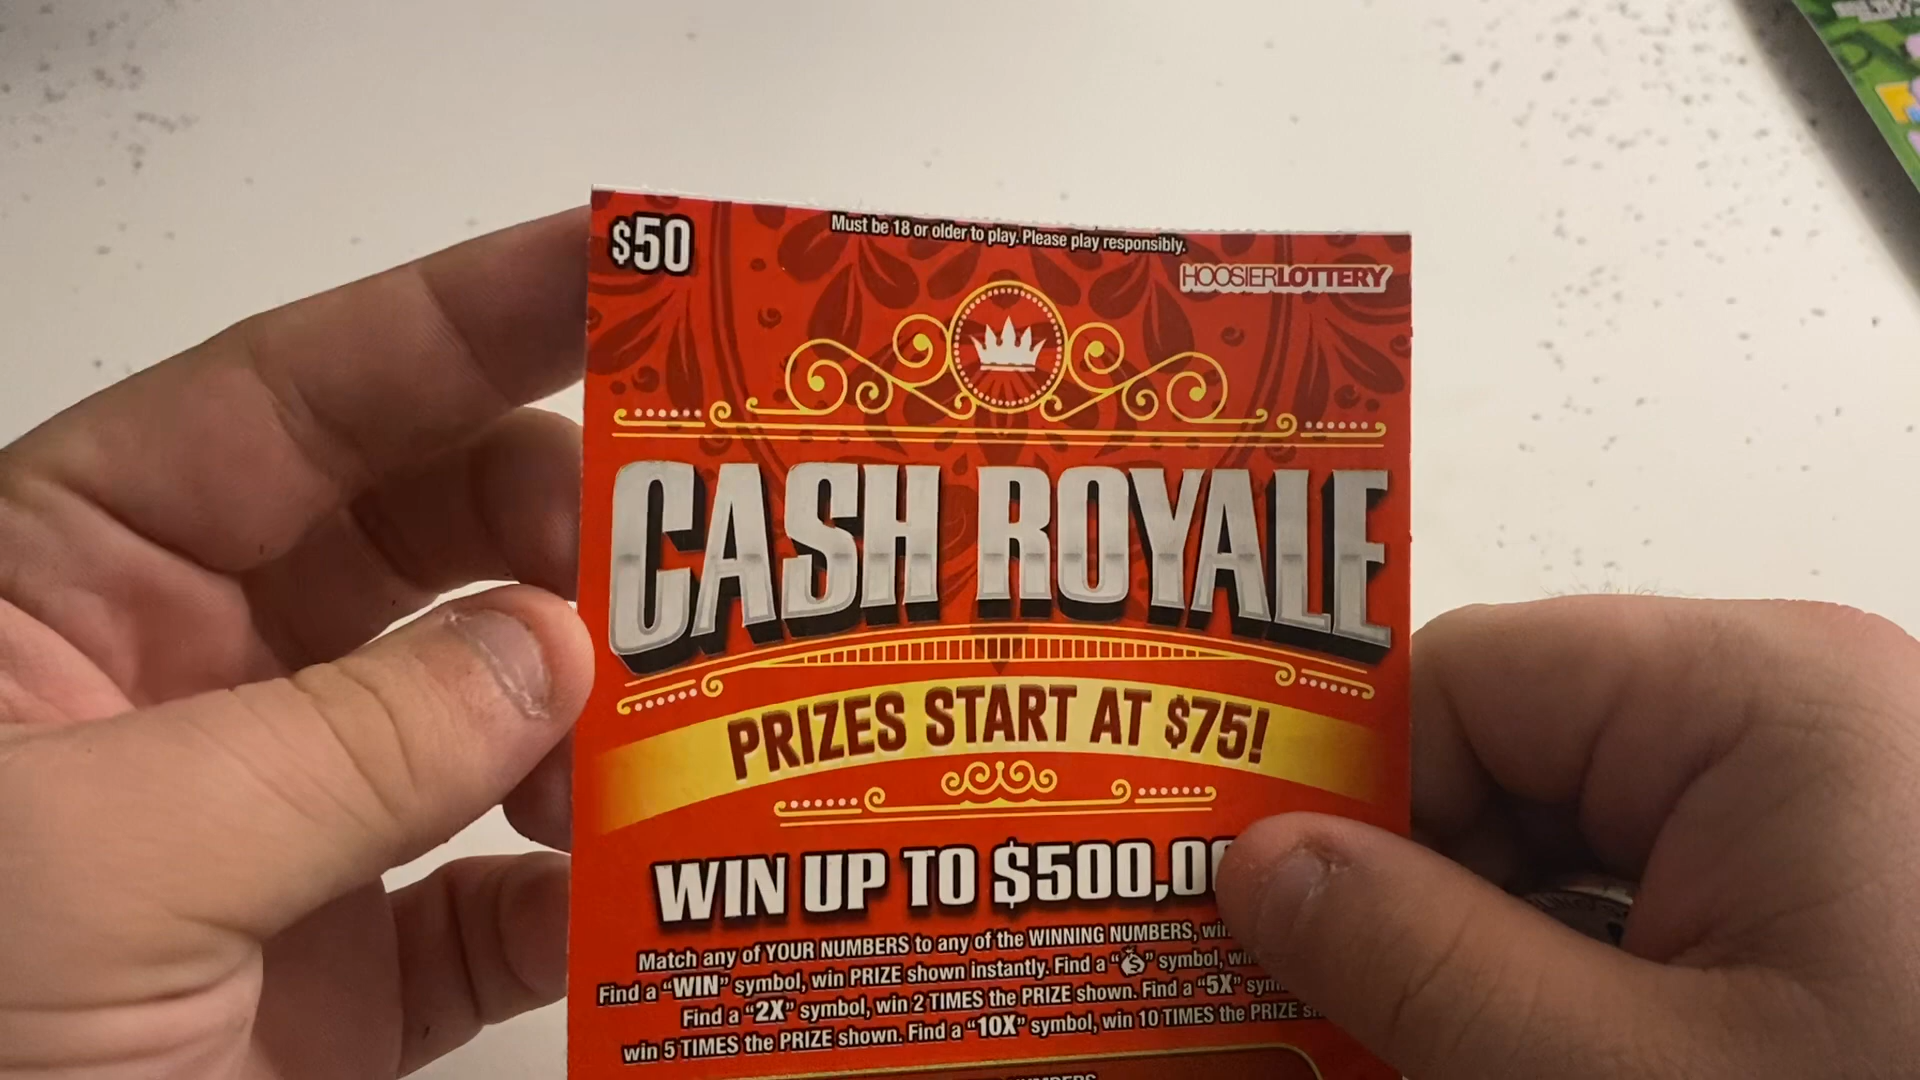 $50
Must be 18 or older to play. Please play responsibly.
HOOSIERLOTTERY
CASH ROYALE
PRIZES START AT $75!
WIN UP TO $500,00
Match any of YOUR NUMBERS to any of the WINNING NUMBERS, win
Find a "WIN" symbol, win PRIZE shown instantly. Find a "$" symbol,
Find a "2X" symbol, win 2 TIMES the PRIZE shown. Find a "5X"
win 5 TIMES the PRIZE shown. Find a "10X" symbol, win 10 TIMES the PRIZE